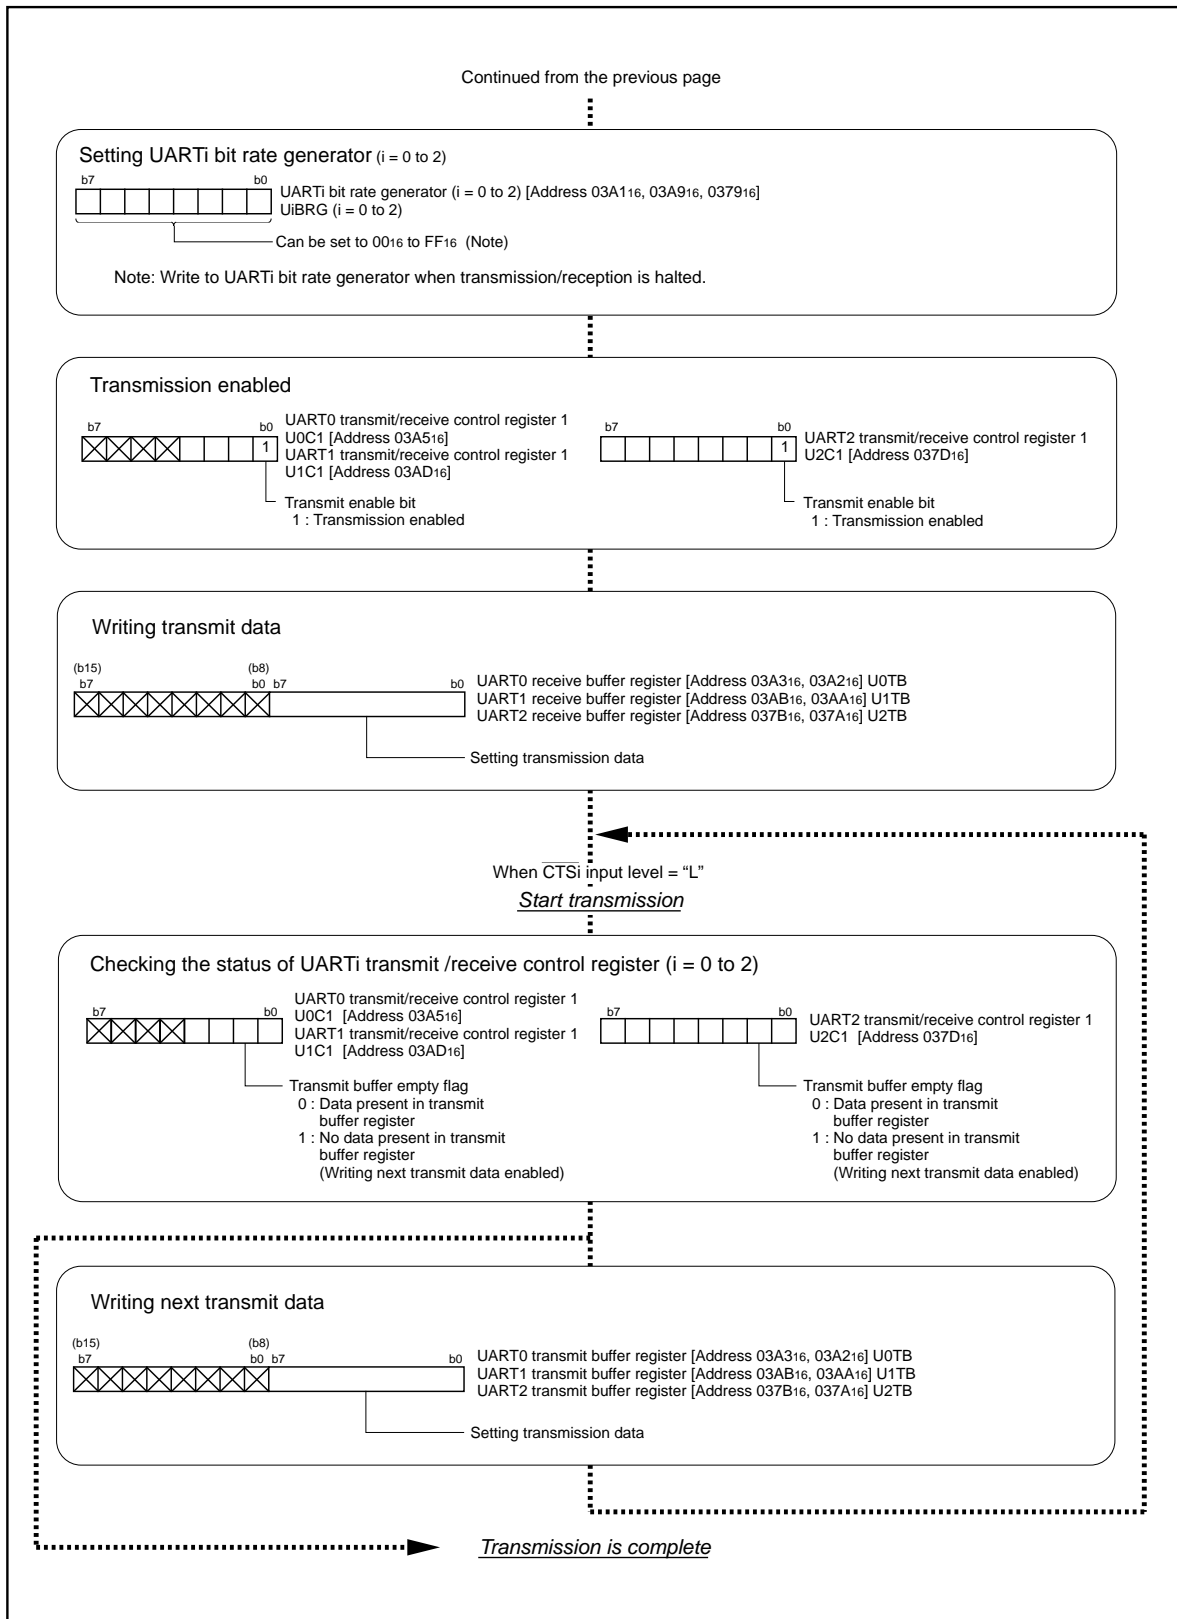 Continued from the previous page
Setting UARTi bit rate generator (i = 0 to 2)
b7 b0
UARTi bit rate generator (i = 0 to 2) [Address 03A116, 03A916, 037916]
UiBRG (i = 0 to 2)
Can be set to 0016 to FF16 (Note)
Note: Write to UARTi bit rate generator when transmission/reception is halted.
Transmission enabled
b7 b0
1
UART0 transmit/receive control register 1
U0C1 [Address 03A516]
UART1 transmit/receive control register 1
U1C1 [Address 03AD16]
Transmit enable bit
1 : Transmission enabled
b7 b0
1
UART2 transmit/receive control register 1
U2C1 [Address 037D16]
Transmit enable bit
1 : Transmission enabled
Writing transmit data
(b15) (b8)
b7 b0 b7 b0
UART0 receive buffer register [Address 03A316, 03A216] U0TB
UART1 receive buffer register [Address 03AB16, 03AA16] U1TB
UART2 receive buffer register [Address 037B16, 037A16] U2TB
Setting transmission data
When CTSi input level = “L”
Start transmission
Checking the status of UARTi transmit /receive control register (i = 0 to 2)
b7 b0
UART0 transmit/receive control register 1
U0C1 [Address 03A516]
UART1 transmit/receive control register 1
U1C1 [Address 03AD16]
Transmit buffer empty flag
0 : Data present in transmit
buffer register
1 : No data present in transmit
buffer register
(Writing next transmit data enabled)
b7 b0
UART2 transmit/receive control register 1
U2C1 [Address 037D16]
Transmit buffer empty flag
0 : Data present in transmit
buffer register
1 : No data present in transmit
buffer register
(Writing next transmit data enabled)
Writing next transmit data
(b15) (b8)
b7 b0 b7 b0
UART0 transmit buffer register [Address 03A316, 03A216] U0TB
UART1 transmit buffer register [Address 03AB16, 03AA16] U1TB
UART2 transmit buffer register [Address 037B16, 037A16] U2TB
Setting transmission data
Transmission is complete